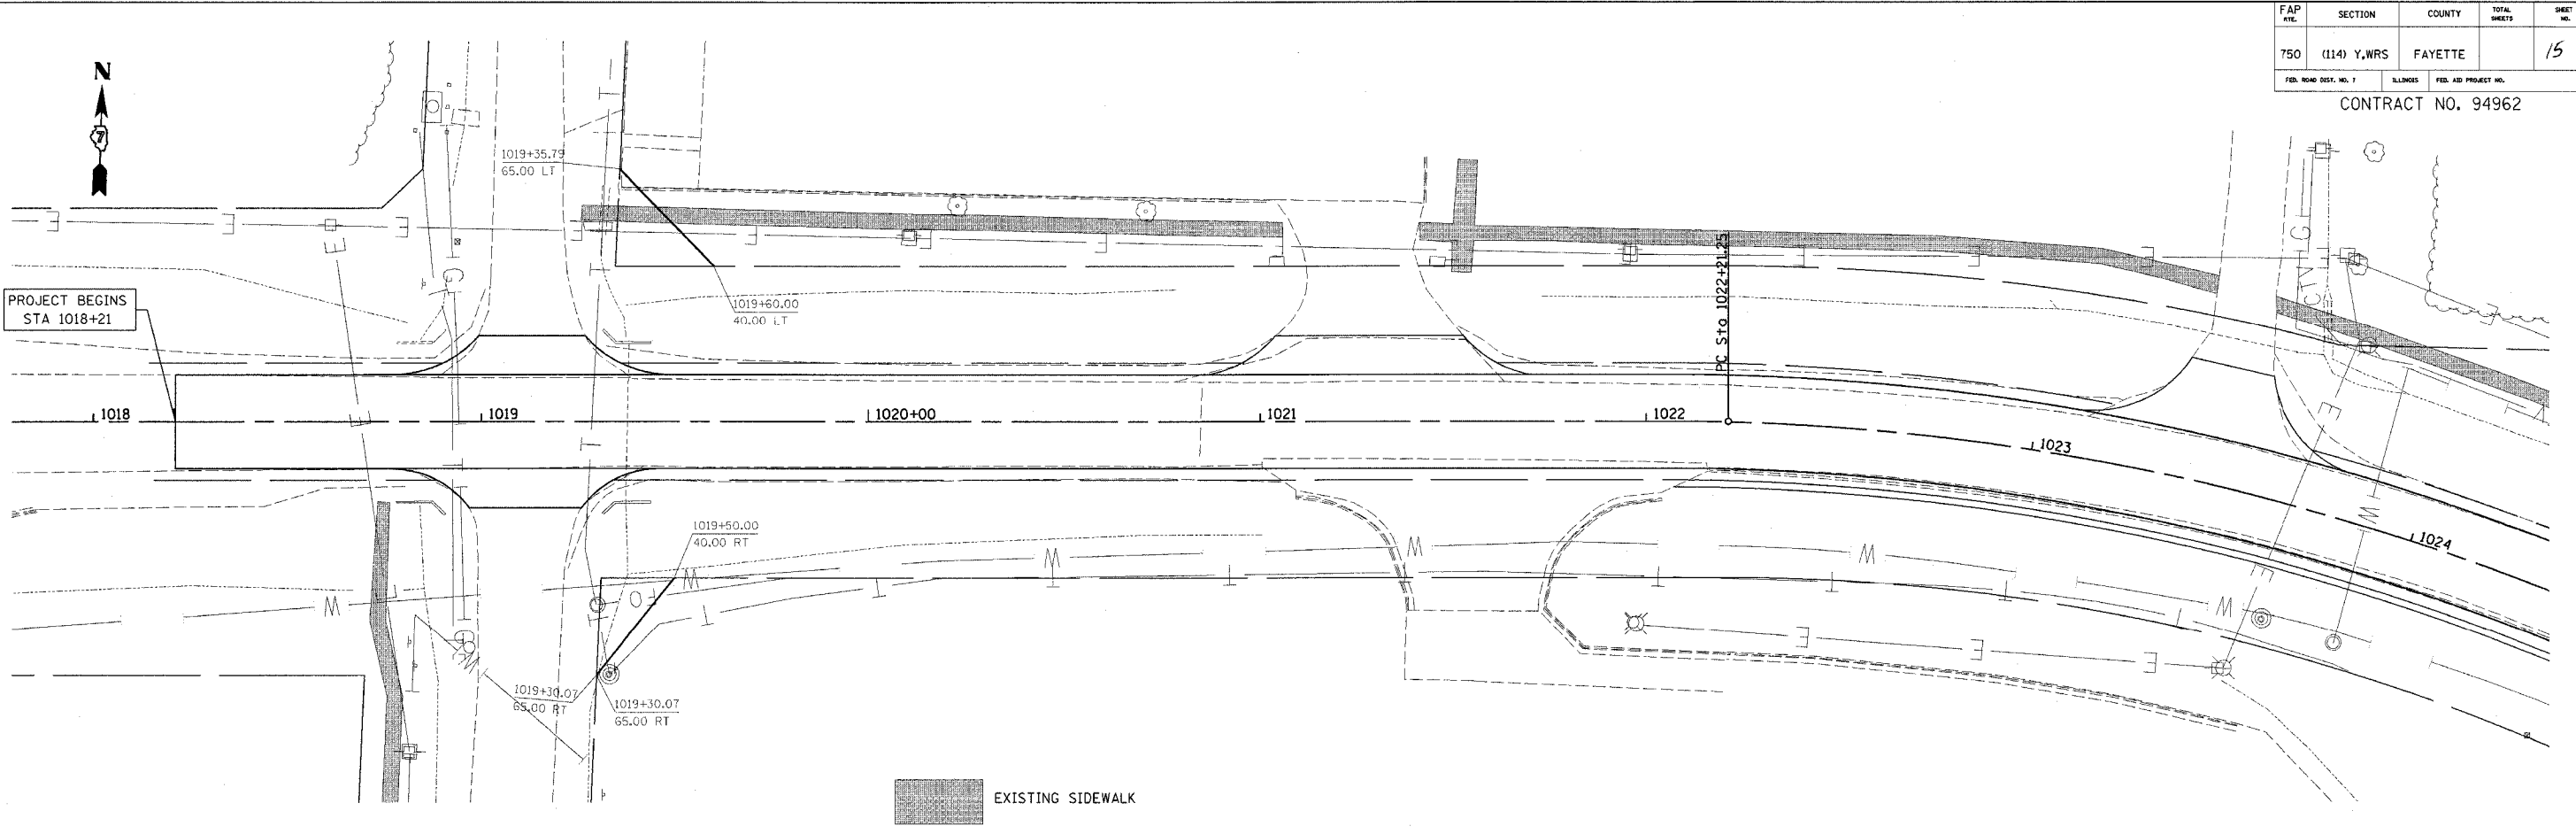 FAP RTE. SECTION COUNTY TOTAL SHEETS SHEET NO.
750 (114) Y,WRS FAYETTE 15
FED. ROAD DIST. NO. 7 ILLINOIS FED. AID PROJECT NO.
CONTRACT NO. 94962
N
7
1019+35.79
65.00 LT
E E E E E E E E E E
E
G
T
G
W
1019+60.00
40.00 LT
PC Sta 1022+21.25
PROJECT BEGINS
STA 1018+21
1018 1019 1020+00 1021 1022
1023
1024
E
T
E
W
1019+50.00
40.00 RT
W W W W W W
T T T T T T T
E E E E
1019+30.07
65.00 RT
1019+30.07
65.00 RT
EXISTING SIDEWALK